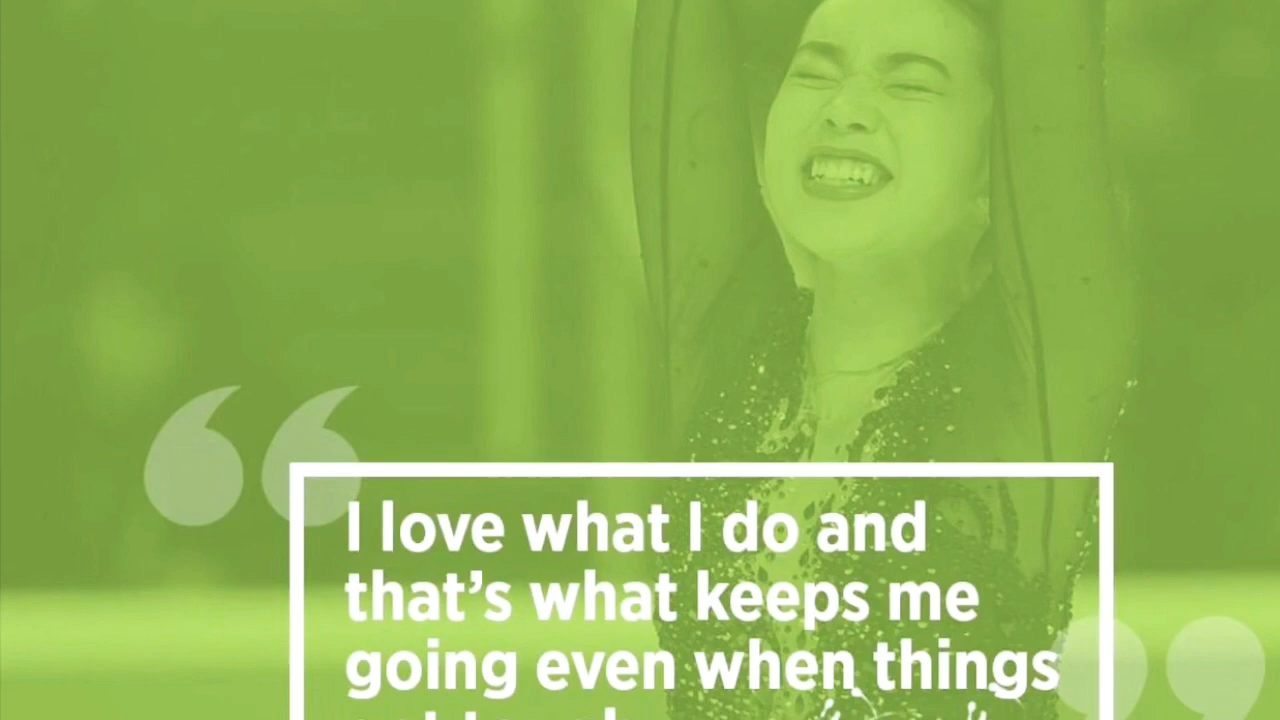 I love what I do and
that's what keeps me
going even when things